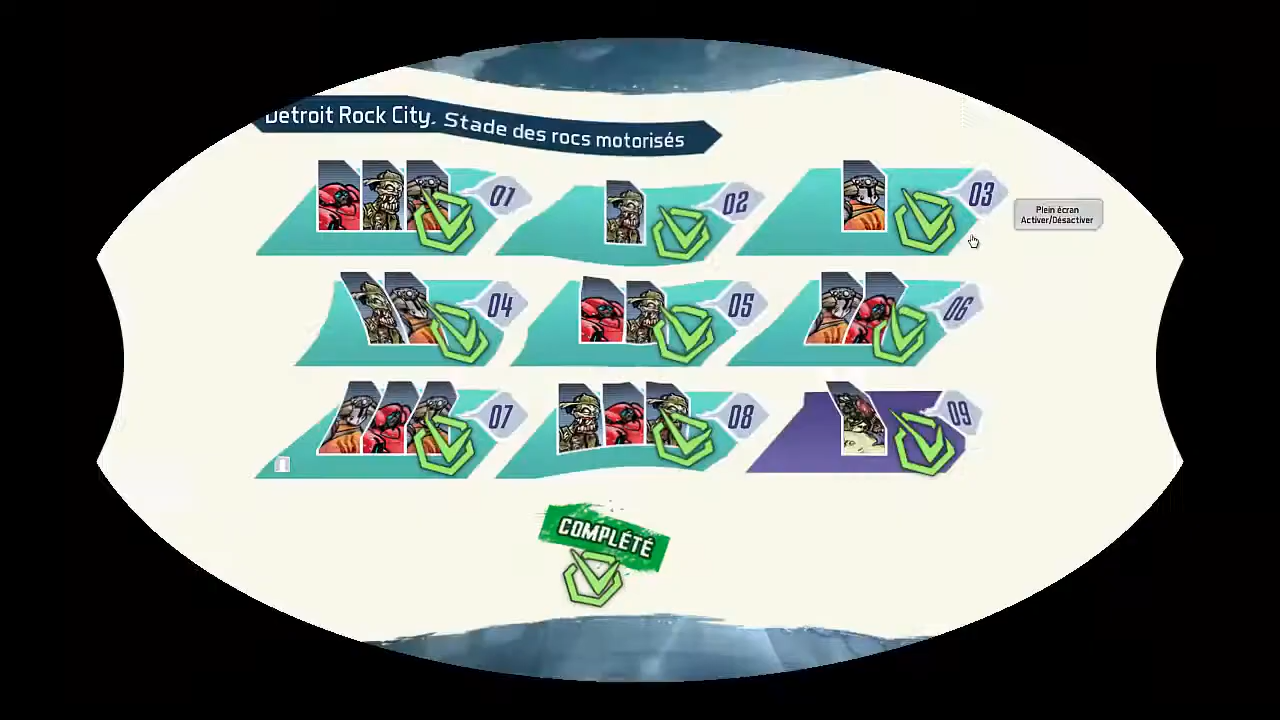 Detroit Rock City, Stade des rocs motorisés
01
02
03
Plein écran
Activer/Désactiver
04
05
06
07
08
09
COMPLÉTÉ